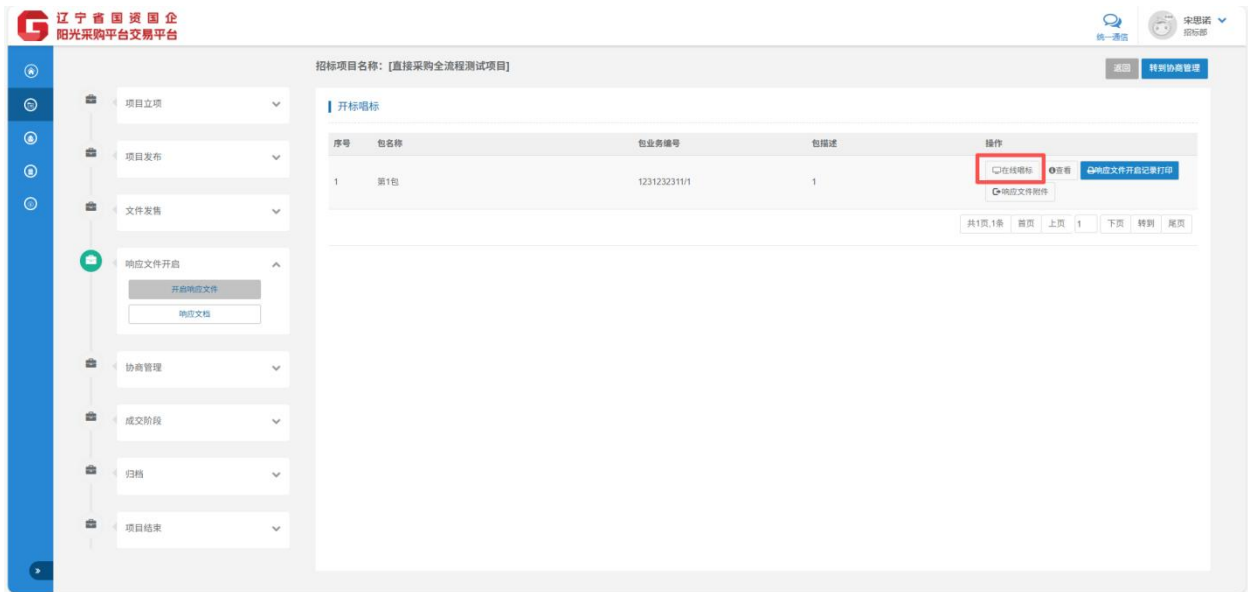 辽宁省国资国企
阳光采购平台交易平台
统一通信
宋思诺
招标部
招标项目名称：[直接采购全流程测试项目]
返回
转到协商管理
项目立项
项目发布
文件发售
响应文件开启
开启响应文件
响应文档
协商管理
成交阶段
归档
项目结束
开标唱标
序号 包名称 包业务编号 包描述 操作
1 第1包 1231232311/1 1 在线唱标 查看 响应文件开启记录打印
响应文件附件
共1页,1条 首页 上页 1 下页 转到 尾页